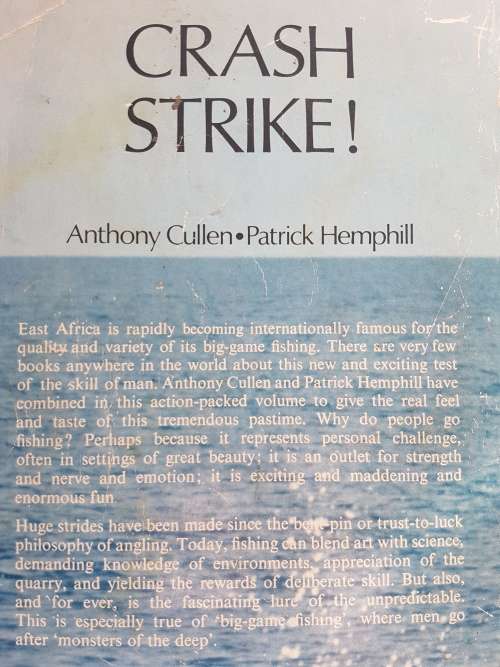 CRASH
STRIKE!
Anthony Cullen•Patrick Hemphill
East Africa is rapidly becoming internationally famous for the
quality and variety of its big-game fishing. There are very few
books anywhere in the world about this new and exciting test
of the skill of man. Anthony Cullen and Patrick Hemphill have
combined in this action-packed volume to give the real feel
and taste of this tremendous pastime. Why do people go
fishing? Perhaps because it represents personal challenge,
often in settings of great beauty; it is an outlet for strength
and nerve and emotion; it is exciting and maddening and
enormous fun
Huge strides have been made since the bent-pin or trust-to-luck
philosophy of angling. Today, fishing can blend art with science,
demanding knowledge of environments, appreciation of the
quarry, and yielding the rewards of deliberate skill. But also,
and for ever, is the fascinating lure of the unpredictable.
This is especially true of 'big-game fishing', where men go
after 'monsters of the deep'.